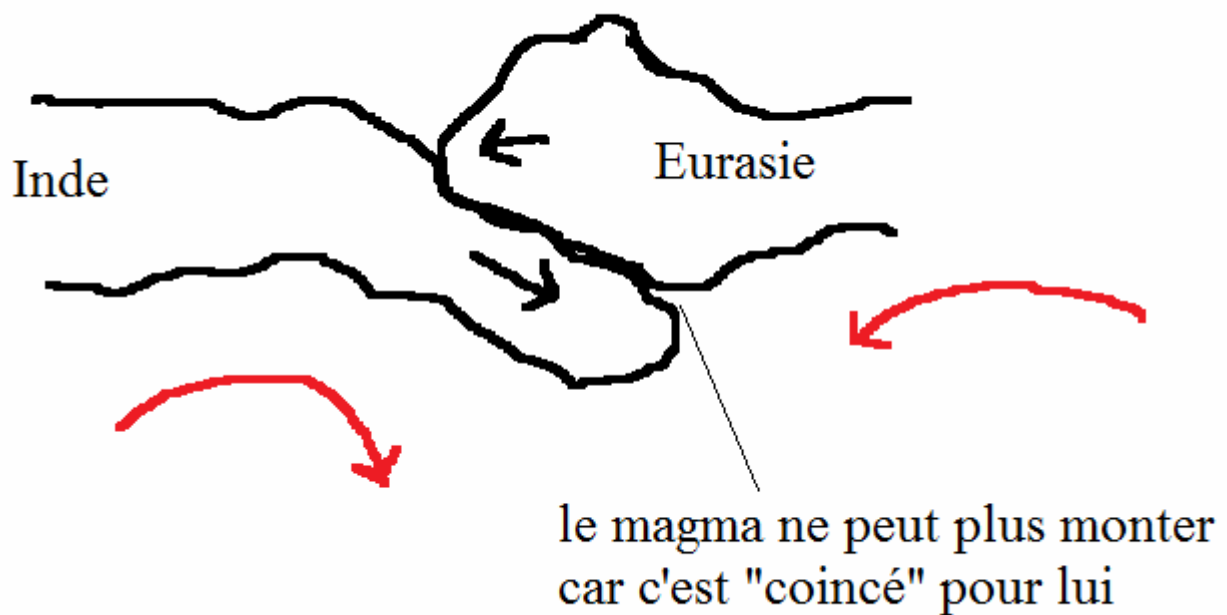 Inde
Eurasie
le magma ne peut plus monter
car c'est "coincé" pour lui